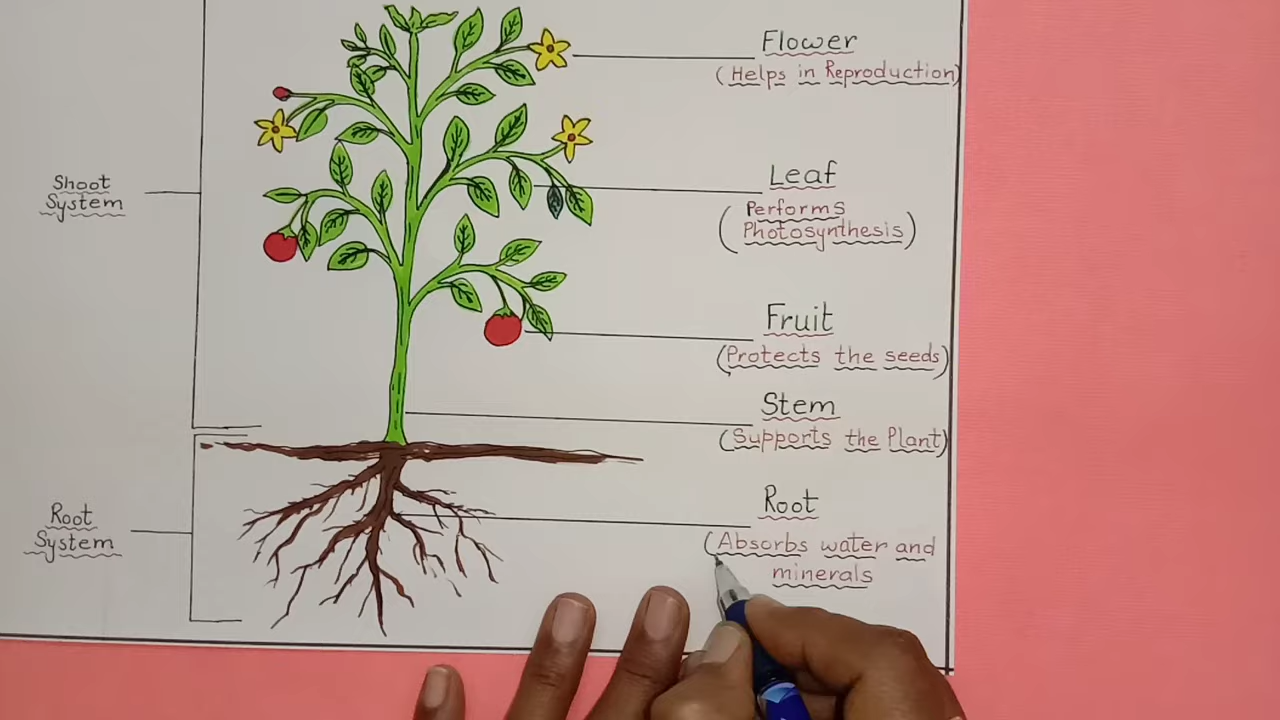 Flower
(Helps in Reproduction)
Leaf
(Performs
Photosynthesis)
Fruit
(Protects the seeds)
Stem
(Supports the Plant)
Root
(Absorbs water and
minerals
Shoot
System
Root
System